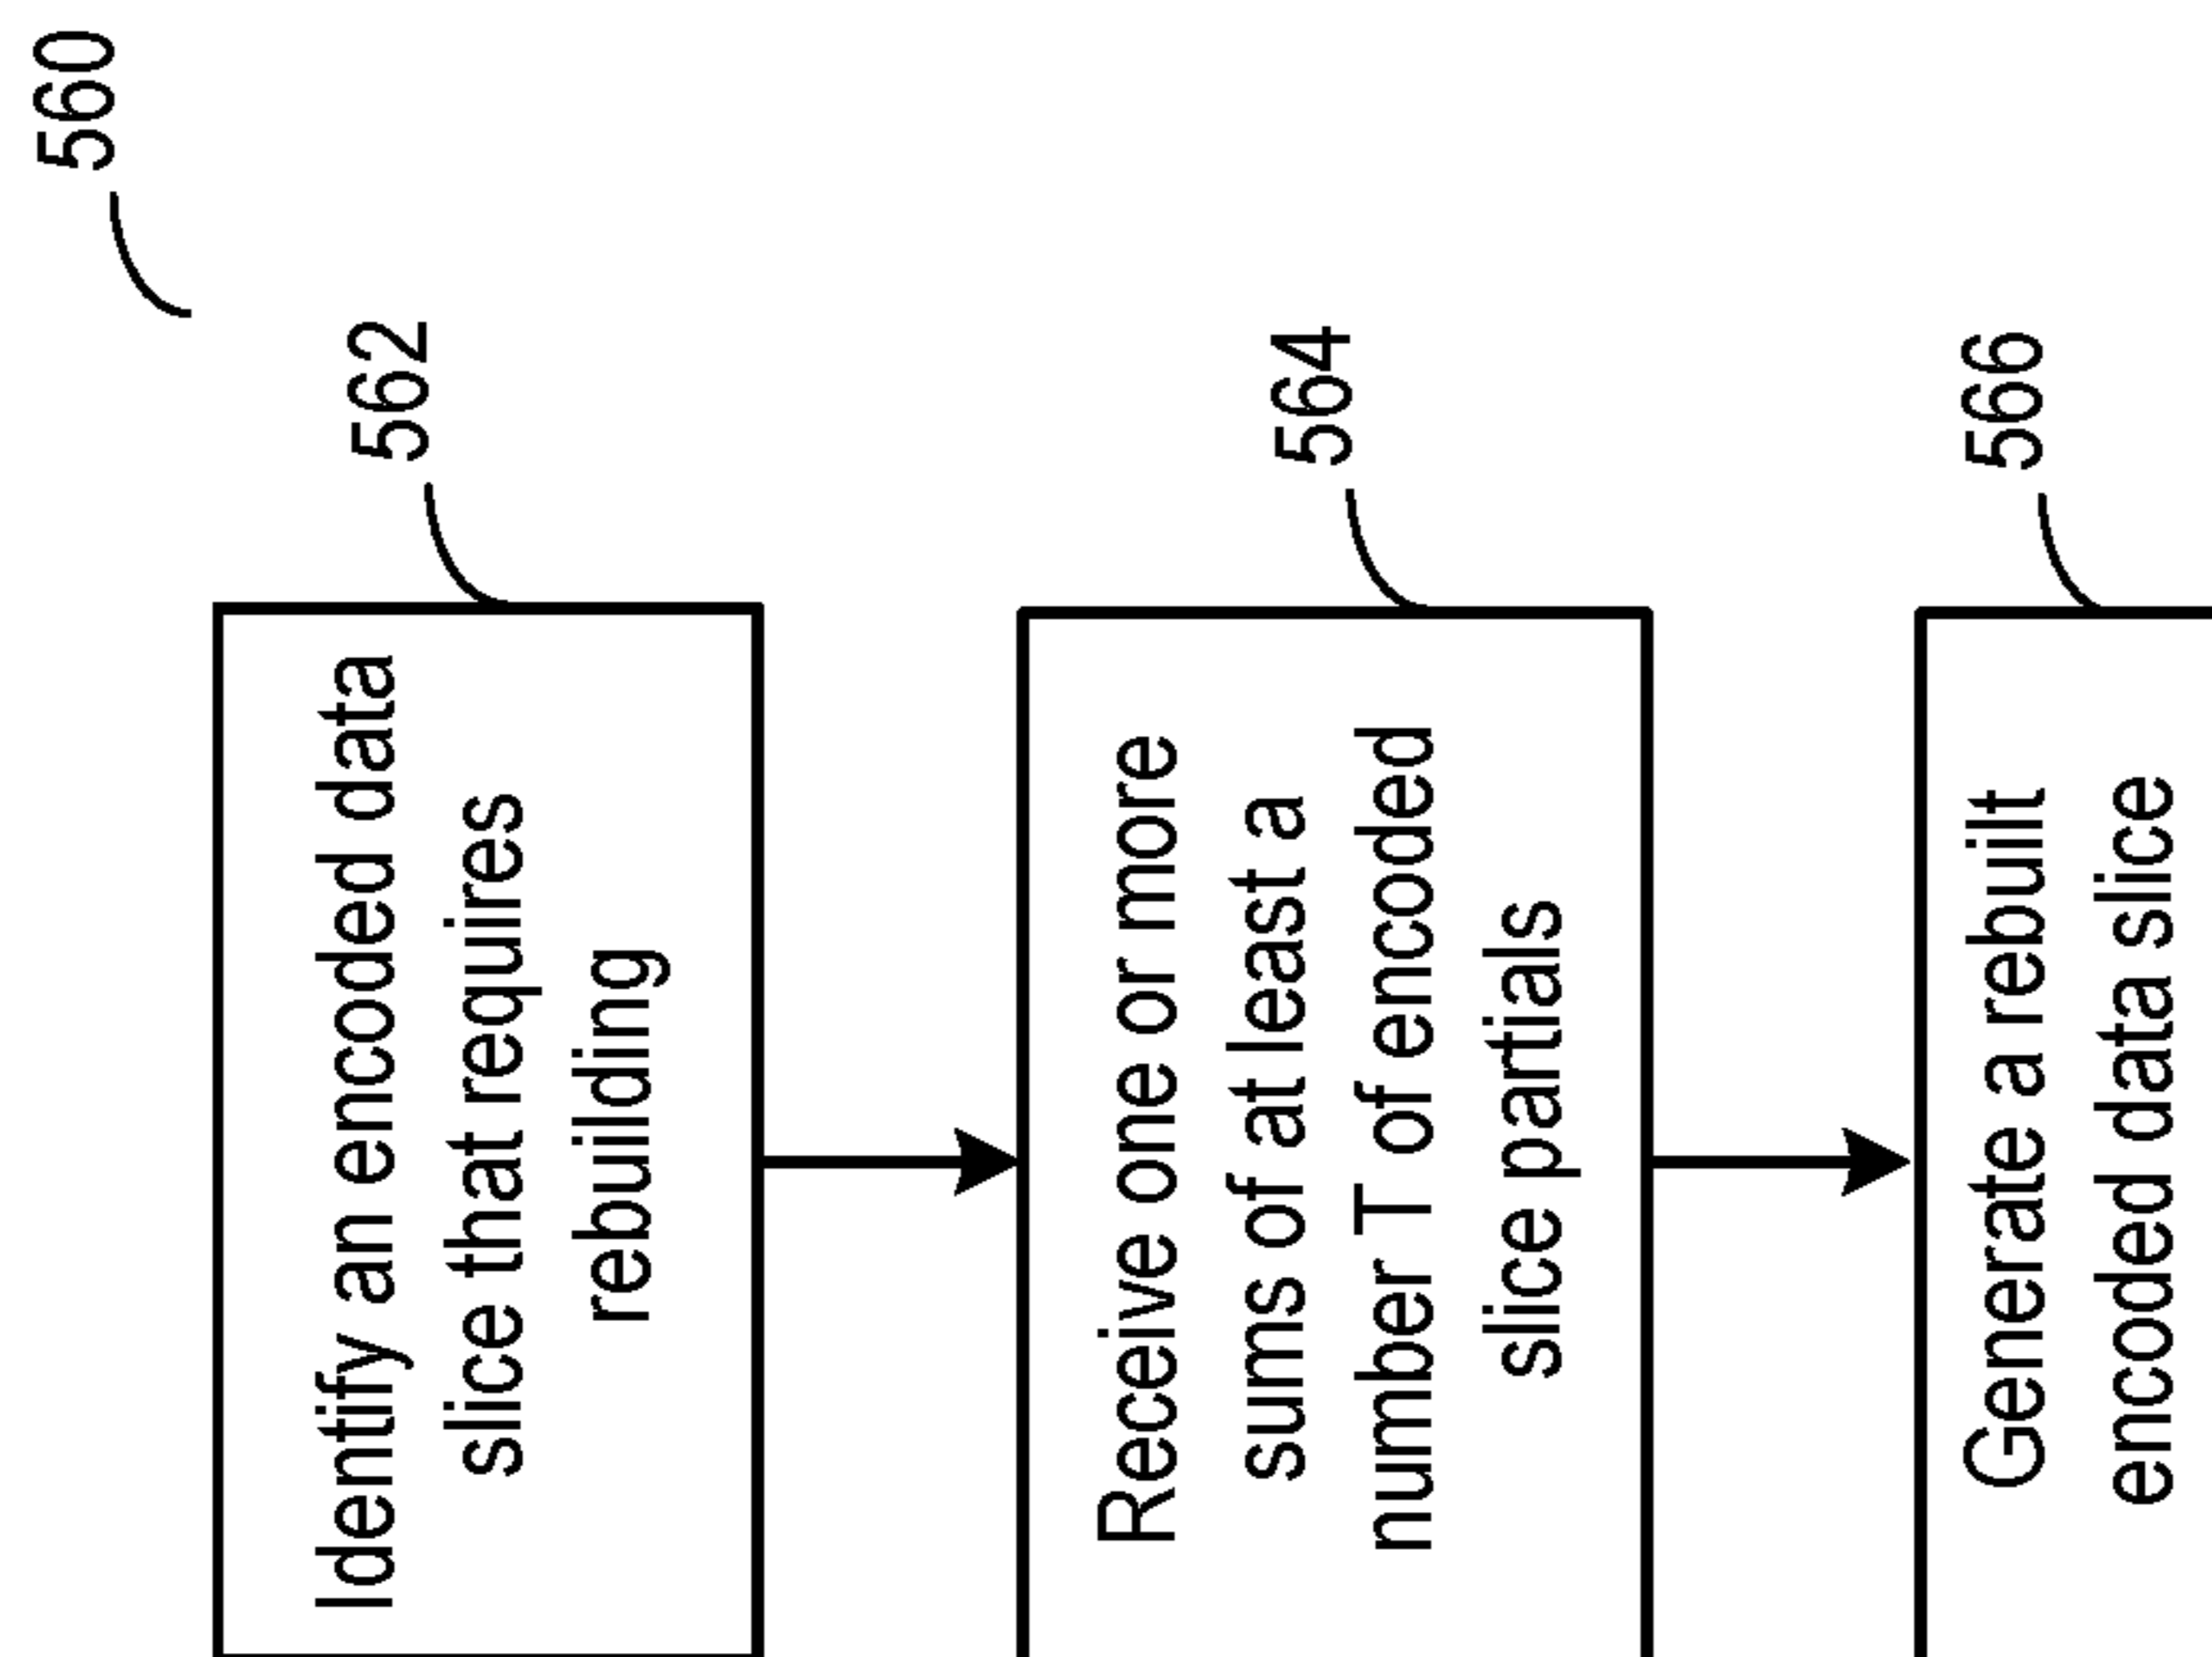 560
562
Identify an encoded data
slice that requires
rebuilding
564
Receive one or more
sums of at least a
number T of encoded
slice partials
566
Generate a rebuilt
encoded data slice